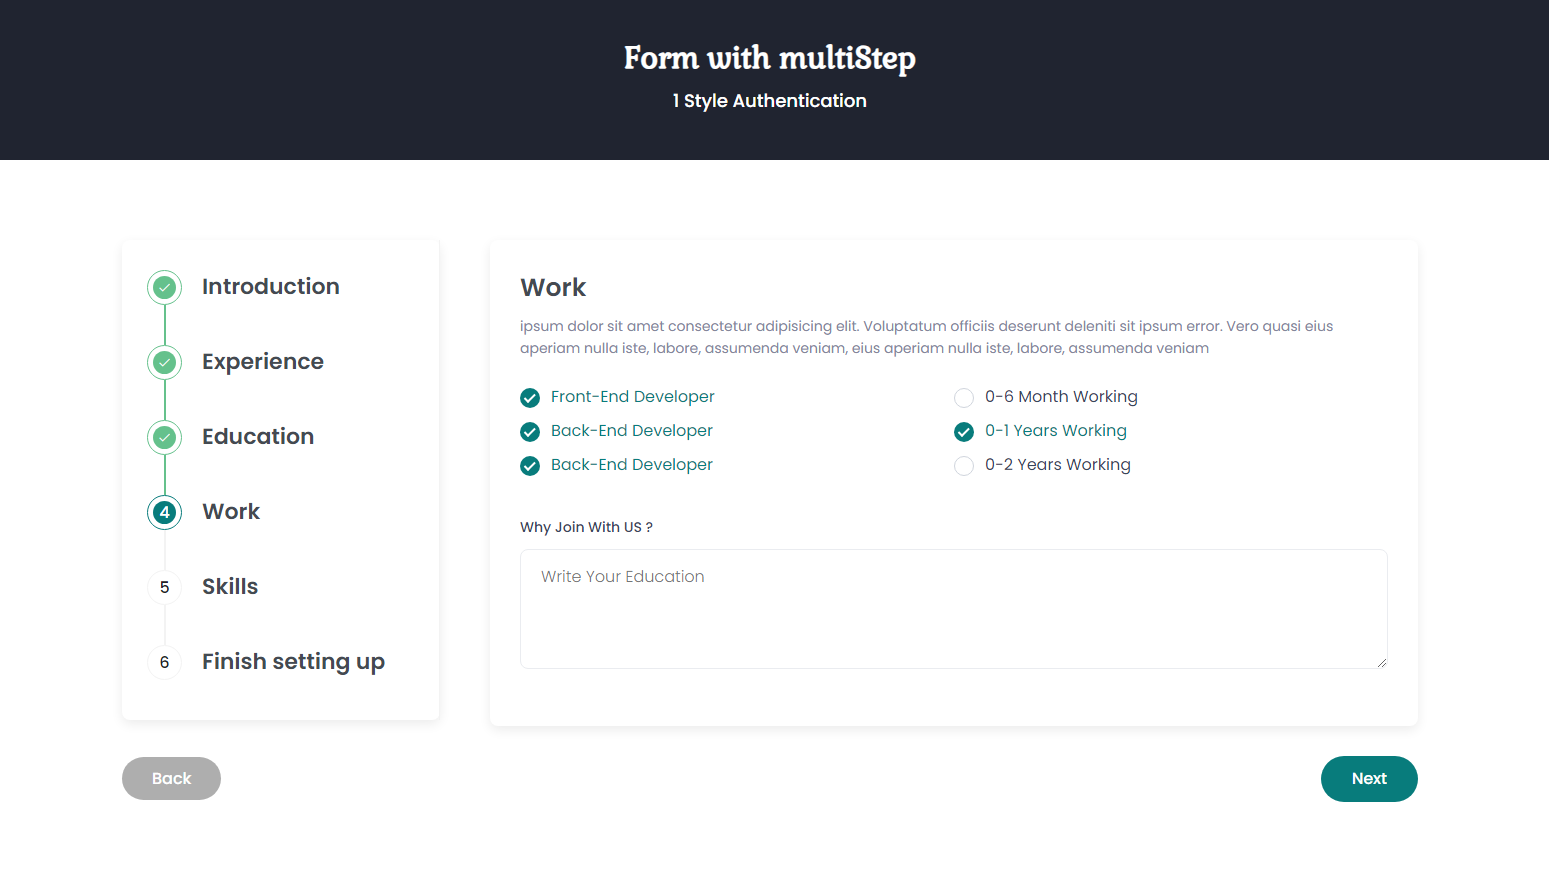 Form with multiStep
1 Style Authentication
Introduction
Experience
Education
4 Work
5 Skills
6 Finish setting up
Work
ipsum dolor sit amet consectetur adipisicing elit. Voluptatum officiis deserunt deleniti sit ipsum error. Vero quasi eius
aperiam nulla iste, labore, assumenda veniam, eius aperiam nulla iste, labore, assumenda veniam
Front-End Developer
Back-End Developer
Back-End Developer
0-6 Month Working
0-1 Years Working
0-2 Years Working
Why Join With US ?
Write Your Education
Back
Next